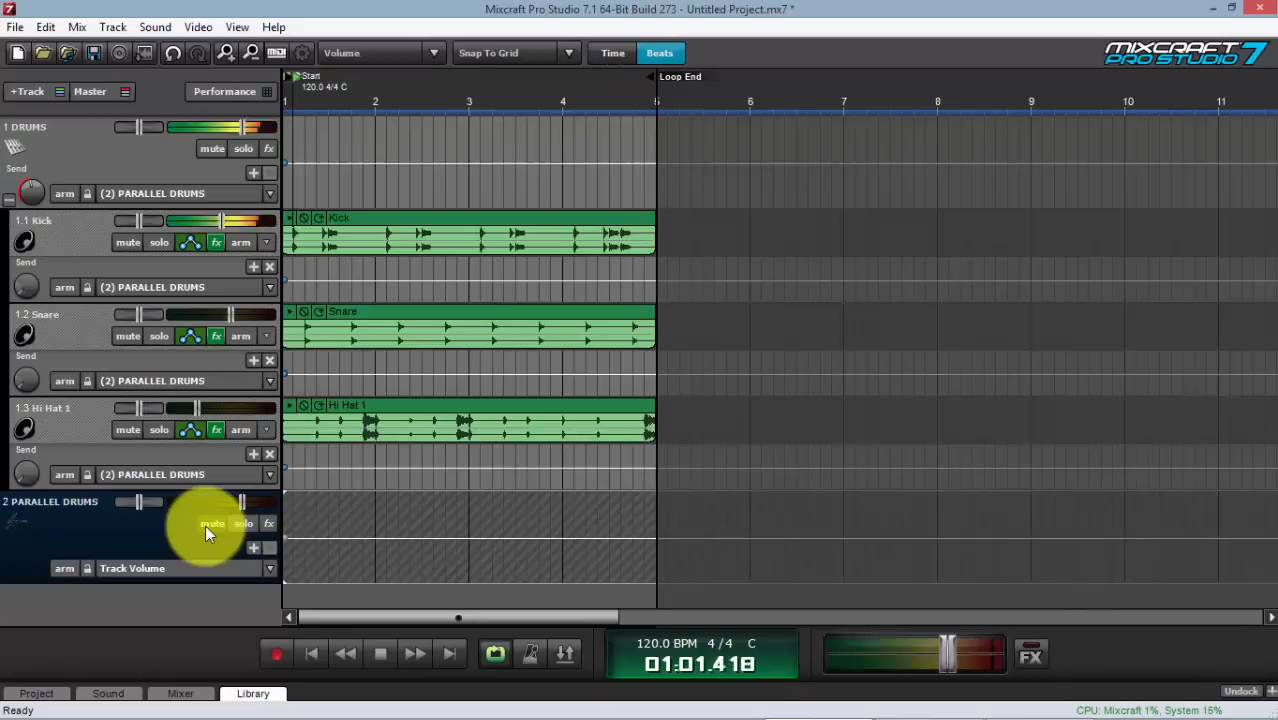 Mixcraft Pro Studio 7.1 64-Bit Build 273 - Untitled Project.mx7 *
File Edit Mix Track Sound Video View Help
Volume Snap To Grid Time Beats MIXCRAFT PRO STUDIO 7
Start Loop End
120.0 4/4 C
+Track Master Performance
1 2 3 4 5 6 7 8 9 10 11
1 DRUMS
mute solo fx
Send
arm (2) PARALLEL DRUMS
1.1 Kick Kick
mute solo fx arm
Send
arm (2) PARALLEL DRUMS
1.2 Snare Snare
mute solo fx arm
Send
arm (2) PARALLEL DRUMS
1.3 Hi Hat 1 Hi Hat 1
mute solo fx arm
Send
arm (2) PARALLEL DRUMS
2 PARALLEL DRUMS
mute solo fx
arm Track Volume
120.0 BPM 4/4 C
01:01.418 FX
Project Sound Mixer Library Undock +
Ready CPU: Mixcraft 1%, System 15%